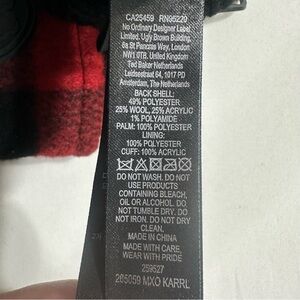 CA25459 RN95220
No Ordinary Designer Label
Limited. Ugly Brown Building,
6a St Pancras Way, London
NW1 0TB. United Kingdom
Ted Baker Netherlands
Leidsestraat 64, 1017 PD
Amsterdam, The Netherlands
BACK SHELL:
49% POLYESTER
25% WOOL, 25% ACRYLIC
1% POLYAMIDE
PALM: 100% POLYESTER
LINING:
100% POLYESTER
CUFF: 100% ACRYLIC
DO NOT WASH. DO NOT
USE PRODUCTS
CONTAINING BLEACH,
OIL OR ALCOHOL. DO
NOT TUMBLE DRY. DO
NOT IRON. DO NOT DRY
CLEAN.
MADE IN CHINA
MADE WITH CARE,
WEAR WITH PRIDE
259527
265059 MXO KARRL